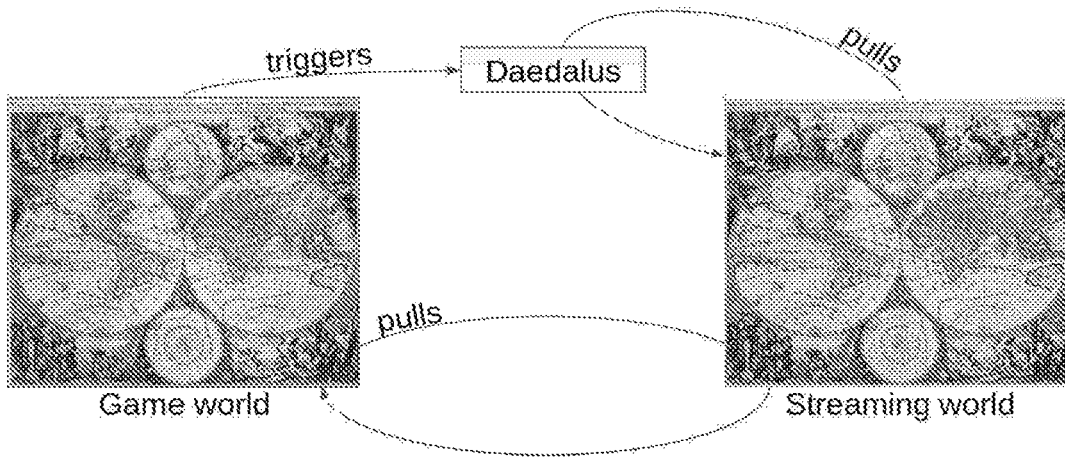 triggers
Daedalus
pulls
pulls
Game world
Streaming world